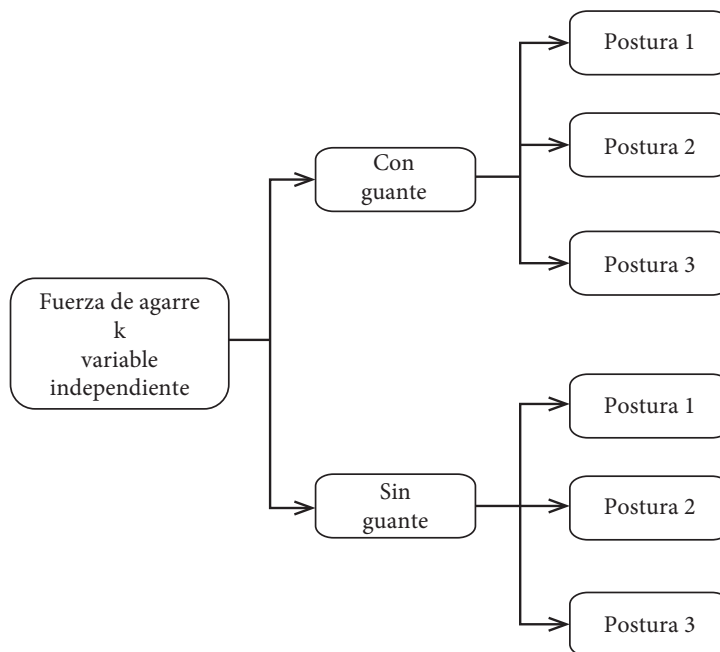 Fuerza de agarre
k
variable
independiente
Con
guante
Postura 1
Postura 2
Postura 3
Sin
guante
Postura 1
Postura 2
Postura 3